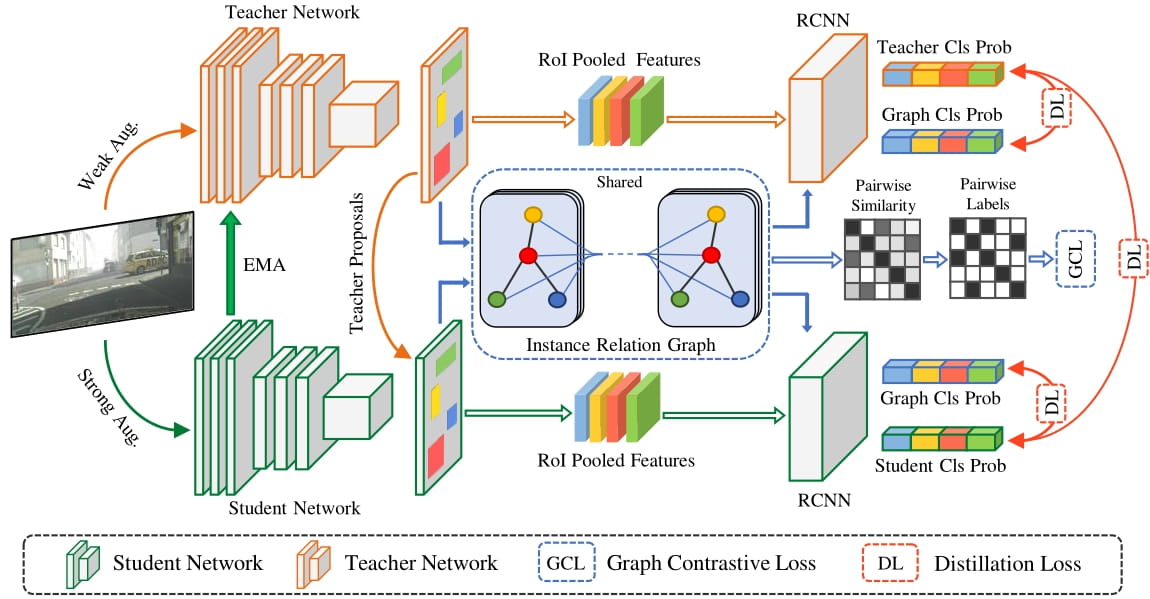 Teacher Network
RCNN
RoI Pooled Features
Teacher Cls Prob
DL
Graph Cls Prob
Weak Aug.
Shared
Pairwise
Similarity
Pairwise
Labels
EMA
Teacher Proposals
GCL
DL
Instance Relation Graph
Strong Aug.
Graph Cls Prob
DL
RoI Pooled Features
Student Cls Prob
RCNN
Student Network
Student Network
Teacher Network
GCL
Graph Contrastive Loss
DL
Distillation Loss